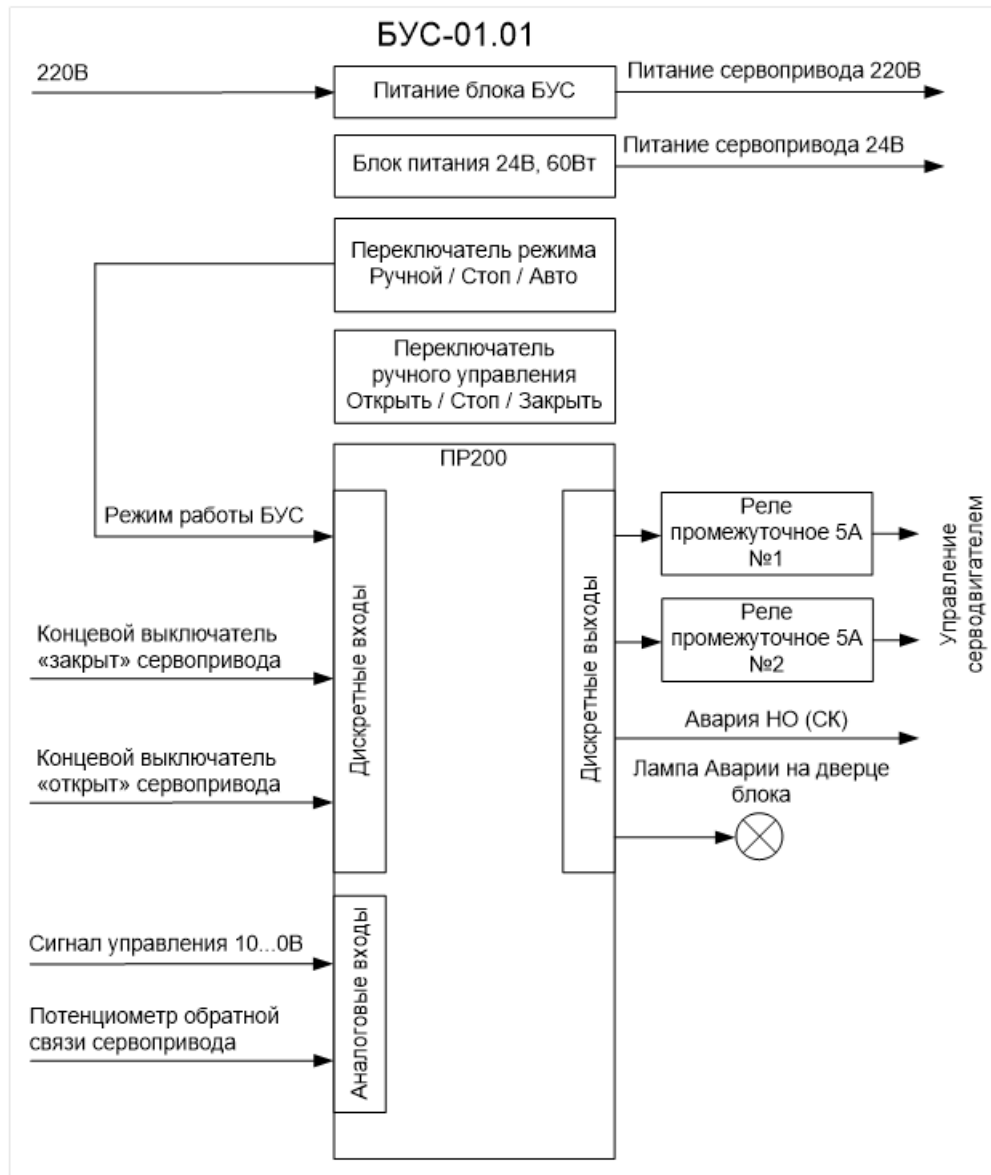 БУС-01.01
220В
Питание блока БУС
Питание сервопривода 220В
Блок питания 24В, 60Вт
Питание сервопривода 24В
Переключатель режима
Ручной / Стоп / Авто
Переключатель
ручного управления
Открыть / Стоп / Закрыть
ПР200
Режим работы БУС
Концевой выключатель
«закрыт» сервопривода
Концевой выключатель
«открыт» сервопривода
Дискретные входы
Дискретные выходы
Реле
промежуточное 5А
№1
Реле
промежуточное 5А
№2
Управление
серодвигателем
Авария НО (СК)
Лампа Аварии на дверце
блока
Сигнал управления 10...0В
Потенциометр обратной
связи сервопривода
Аналоговые входы